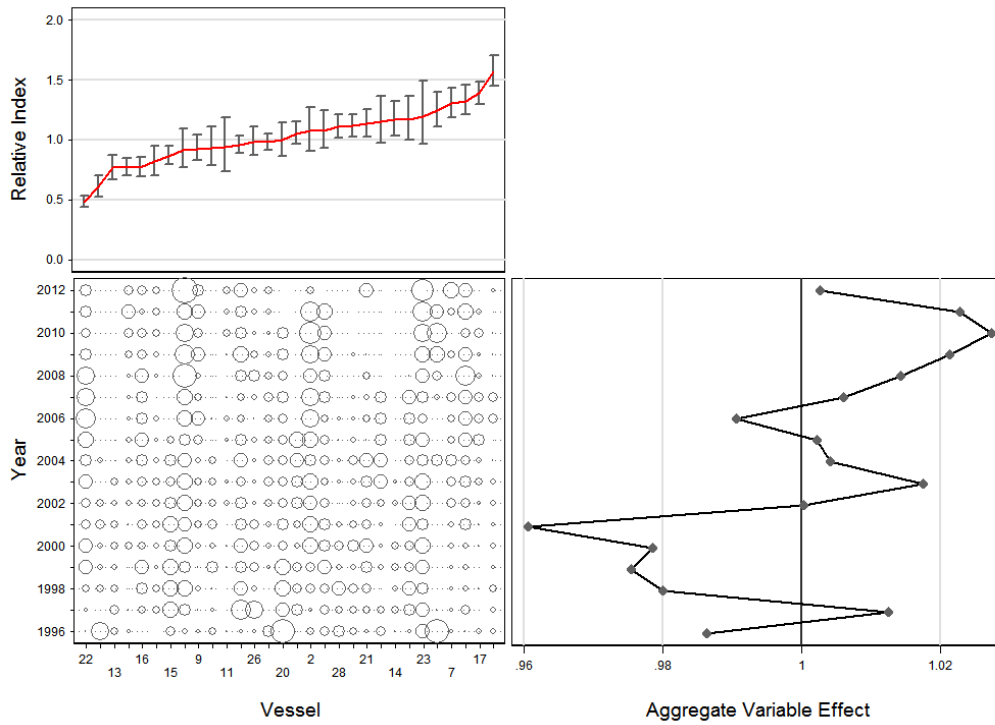 2.0
1.5
1.0
0.5
0.0
Relative Index
2012
2010
2008
2006
2004
2002
2000
1998
1996
Year
22 16 9 26 2 21 23 17
13 15 11 20 28 14 7
Vessel
.96 .98 1 1.02
Aggregate Variable Effect